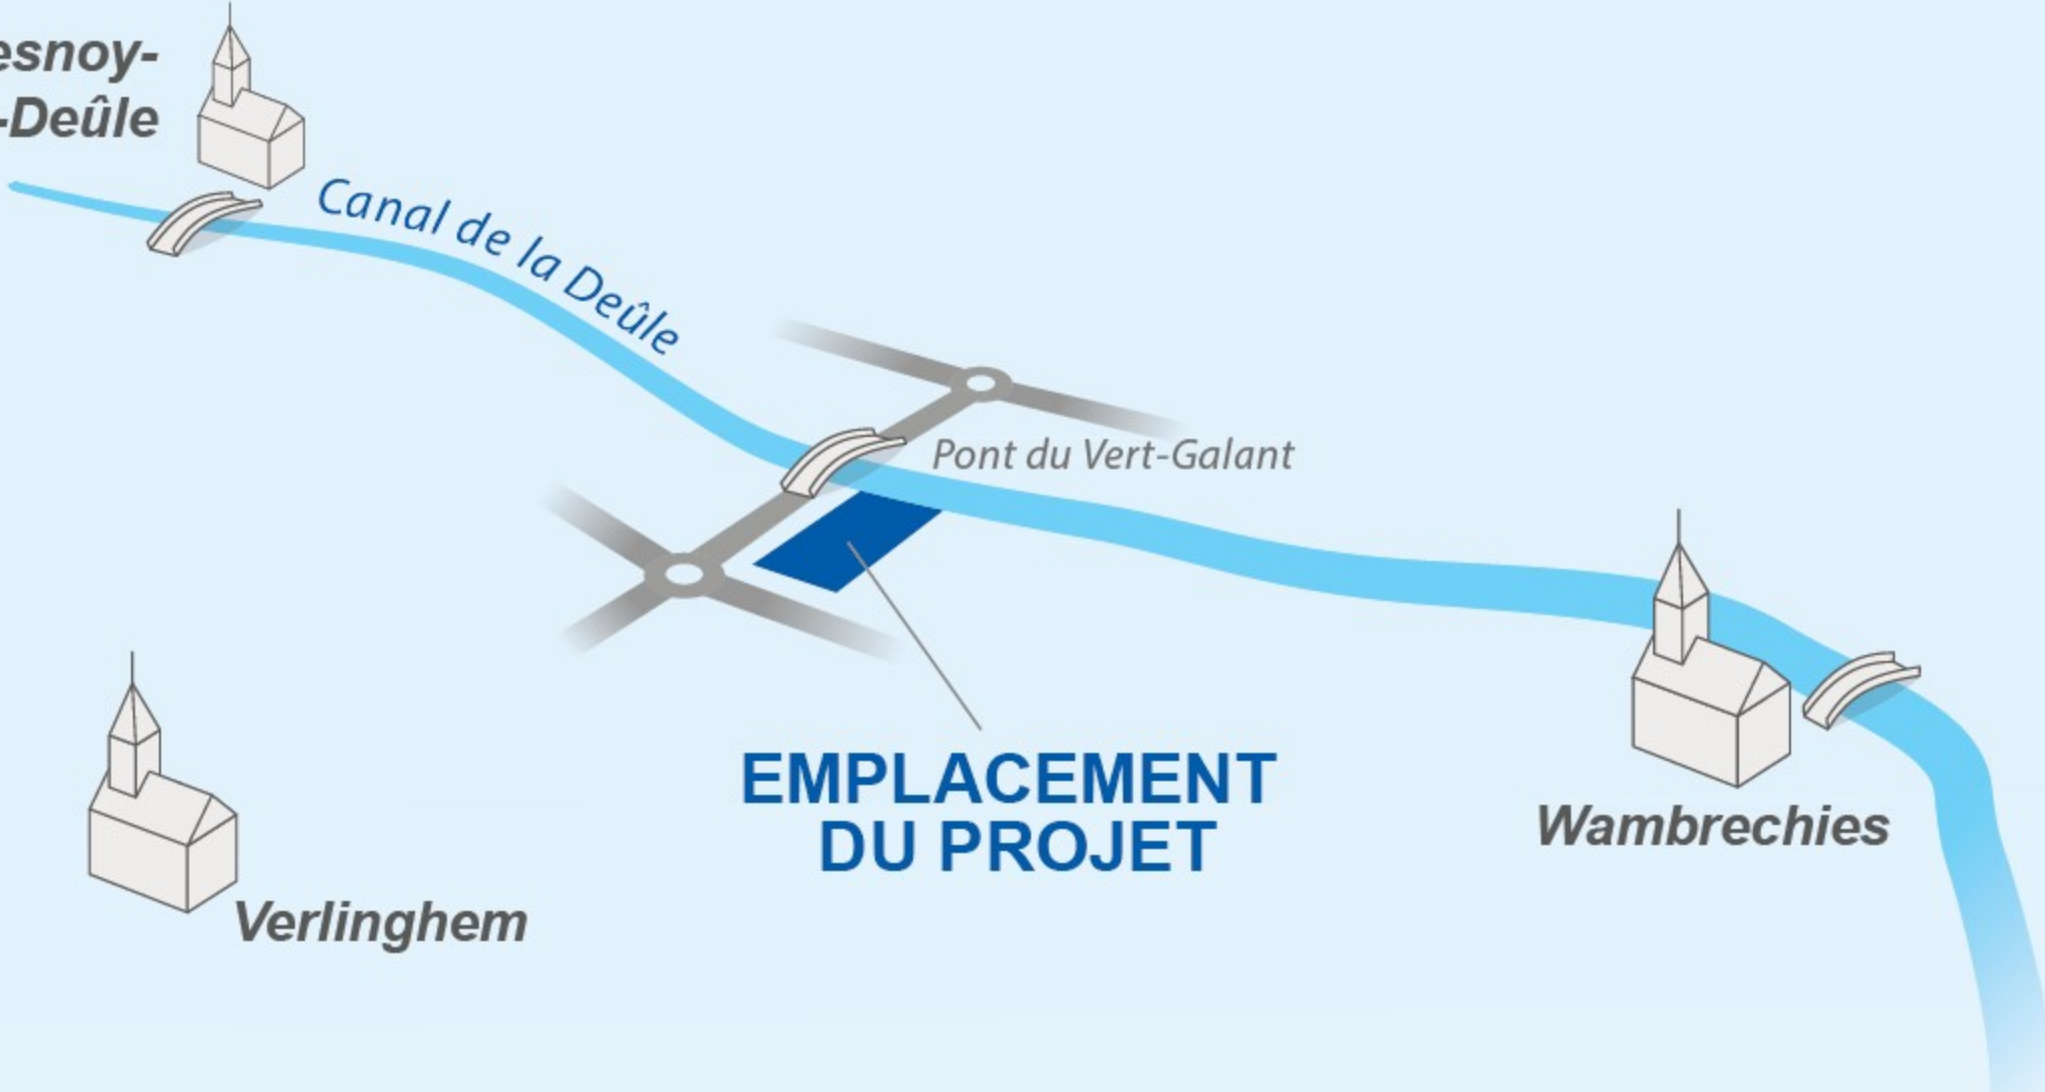 esnoy-
-Deûle
Canal de la Deûle
Pont du Vert-Galant
EMPLACEMENT
DU PROJET
Wambrechies
Verlinghem